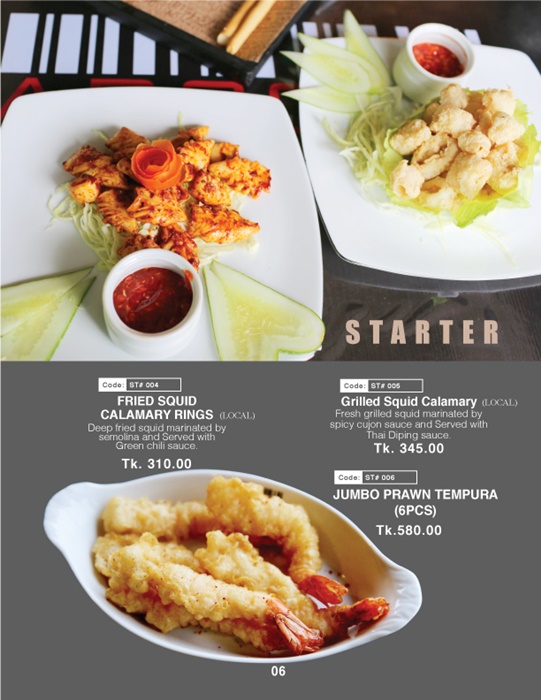 STARTER
Code: ST# 004
FRIED SQUID
CALAMARY RINGS (LOCAL)
Deep fried squid marinated by
semolina and Served with
Green chili sauce.
Tk. 310.00
Code: ST# 005
Grilled Squid Calamary (LOCAL)
Fresh grilled squid marinated by
spicy cujon sauce and Served with
Thai Diping sauce.
Tk. 345.00
Code: ST# 006
JUMBO PRAWN TEMPURA
(6PCS)
Tk.580.00
06